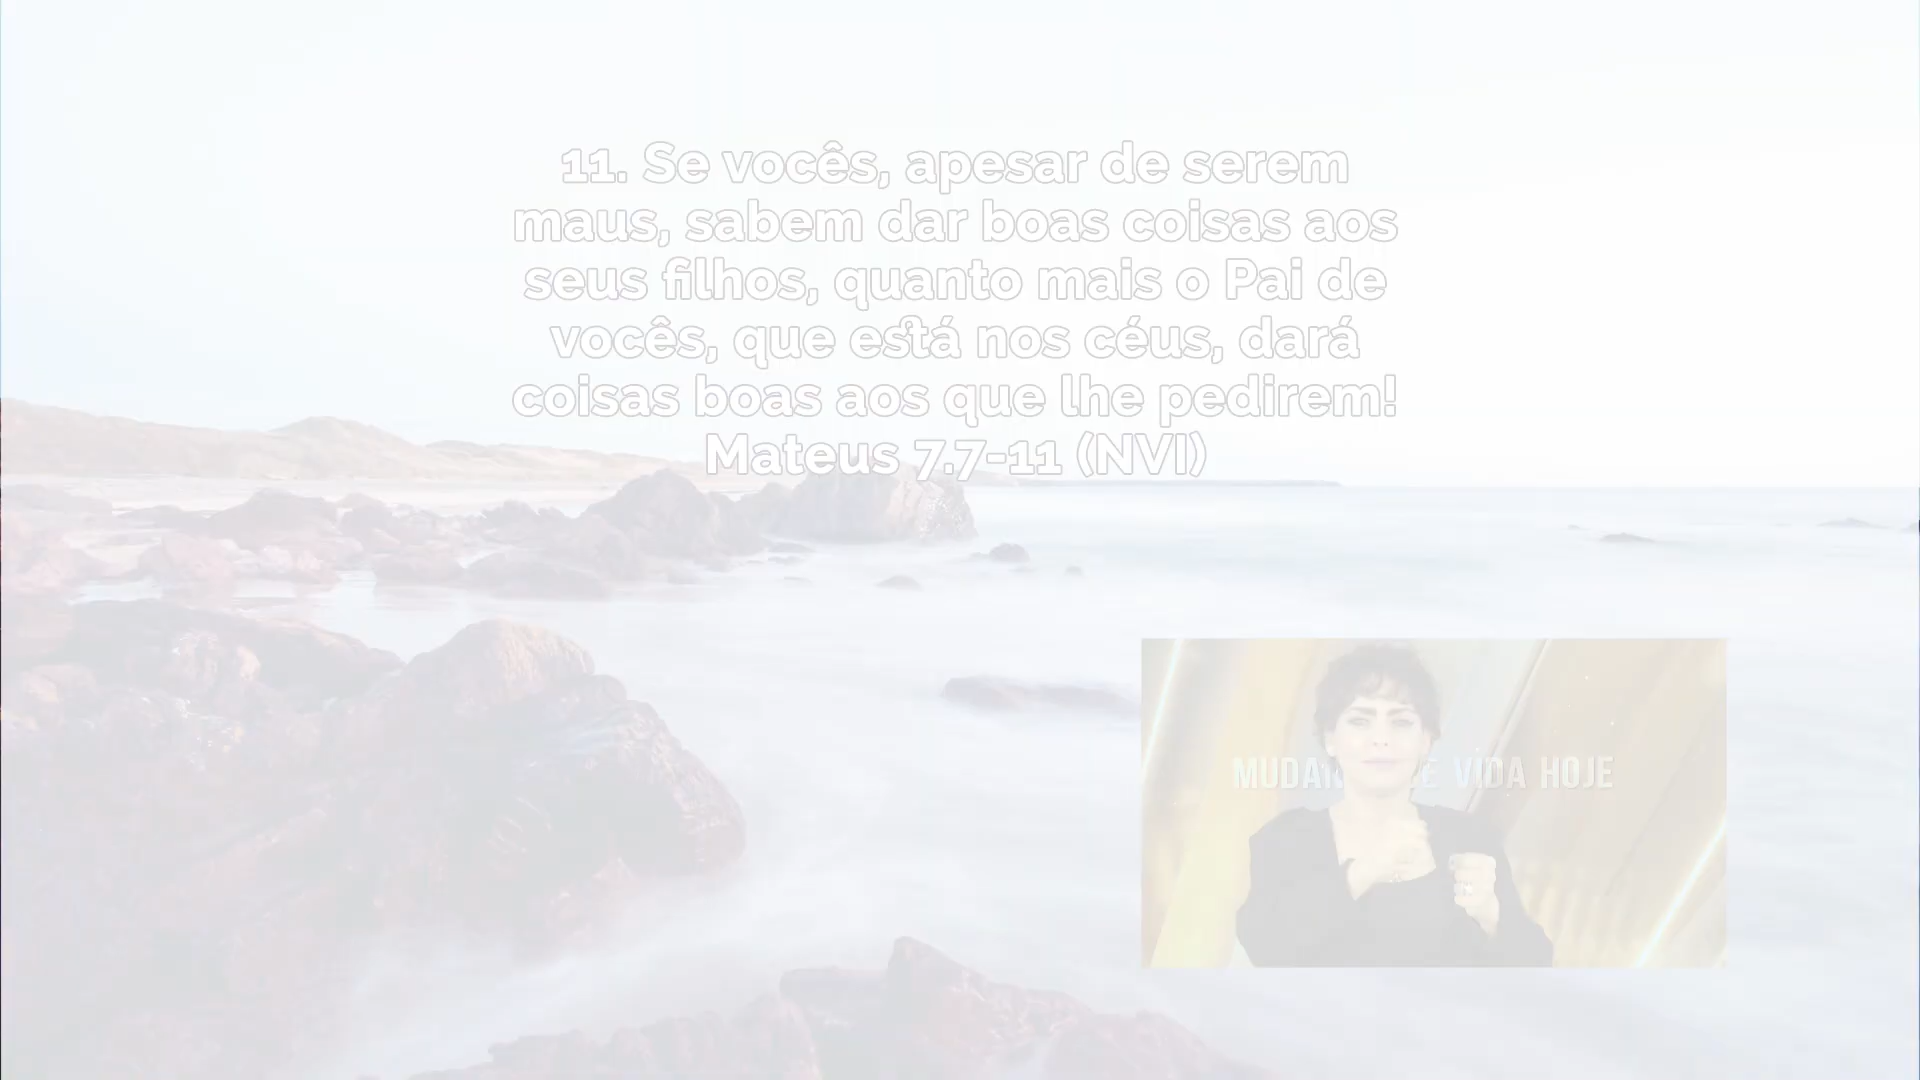 11. Se vocês, apesar de serem
maus, sabem dar boas coisas aos
seus filhos, quanto mais o Pai de
vocês, que está nos céus, dará
coisas boas aos que lhe pedirem!
Mateus 7.7-11 (NVI)
MUDAR E VIDA HOJE